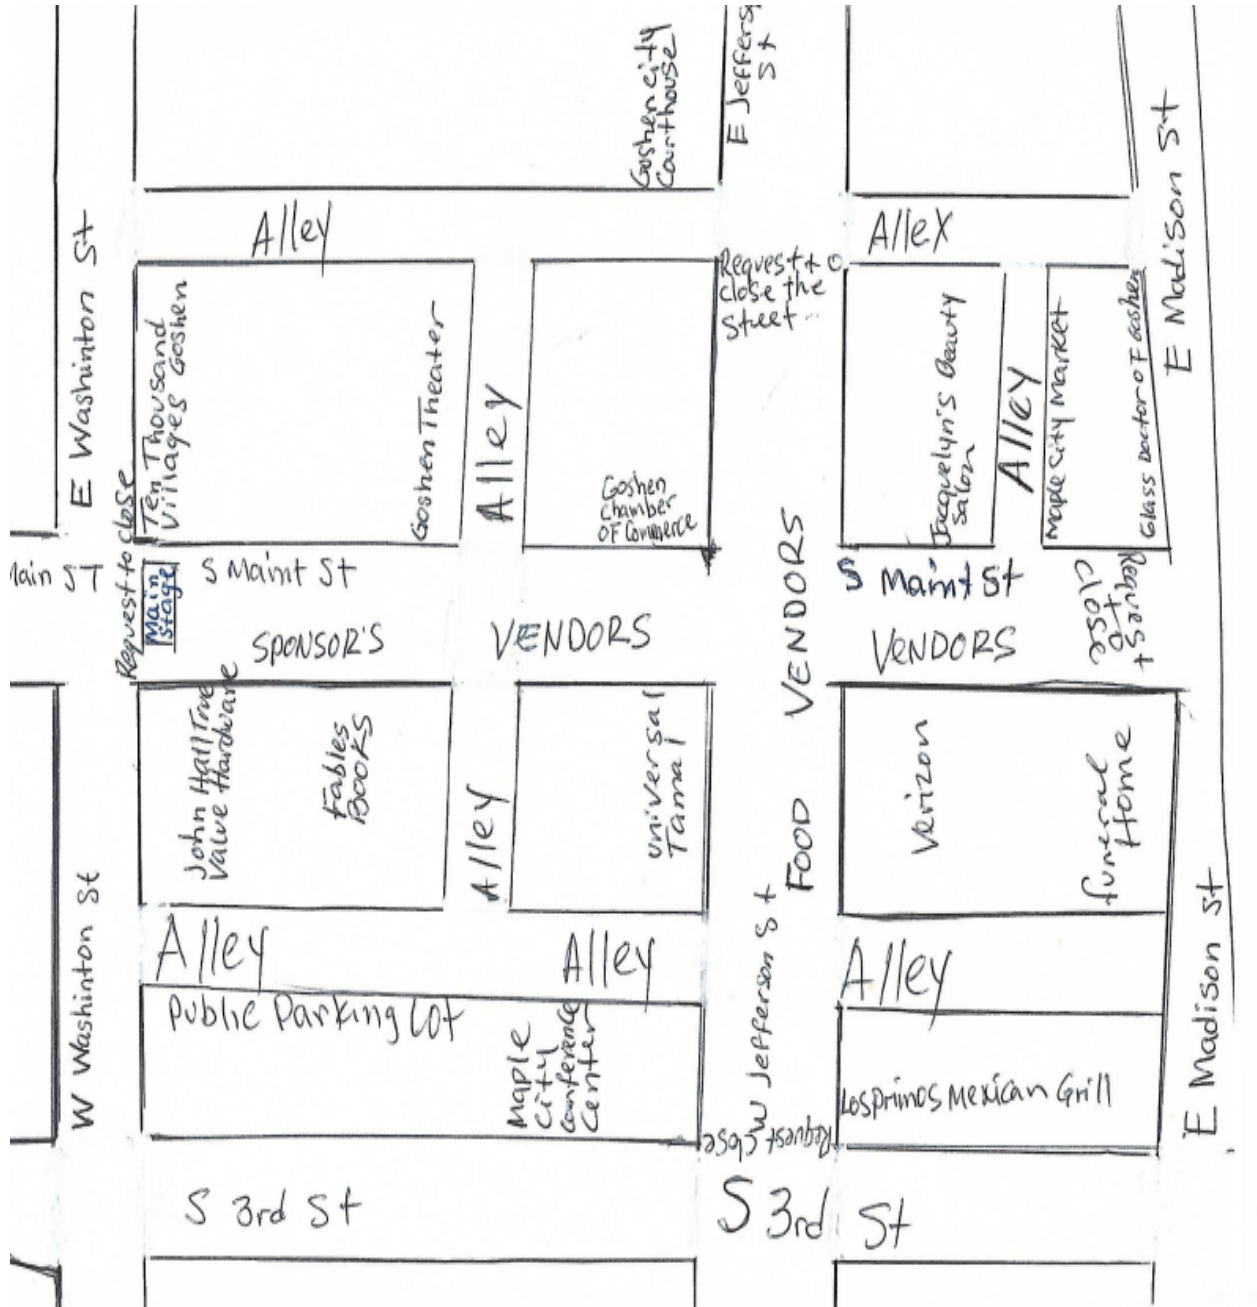 Goshen city
Courthouse
E Jeffers
St
E Washinton St
Alley
AlleX
E Madison St
Request to
close the
street
Ten Thousand
Villages Goshen
Goshen Theater
Alley
Goshen
Chamber
OF Commerce
Jacquelyn's Beauty
Salon
Alley
Maple City Market
Glass Doctor oF Goshen
Request to close
Main ST
Main
Stage
S Maint St
S Maint St
Request
to
close
SPONSOR'S
VENDORS
FOOD VENDORS
VENDORS
John Hall True
Valve Hardware
Fables
BOOKS
Alley
universal
Tamal
Verizon
funeral
Home
W Washinton St
Alley
Alley
W Jefferson St
Alley
E Madison St
Public Parking Lot
Maple
City
Conference
Center
Los Primos Mexican Grill
Request close
S 3rd St
S 3rd St